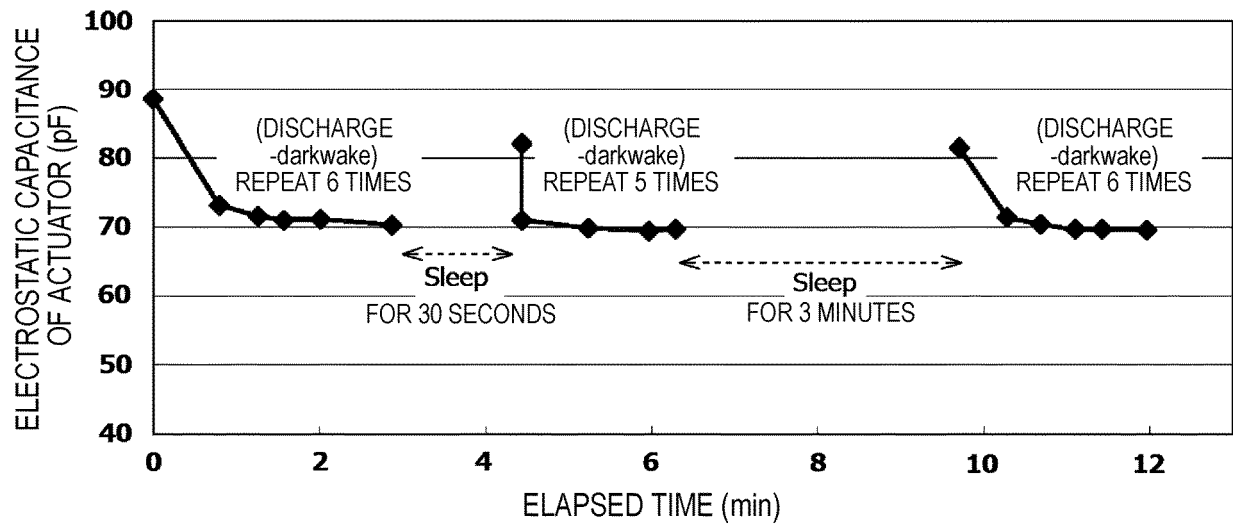 ELECTROSTATIC CAPACITANCE
OF ACTUATOR (pF)
100
90
80
70
60
50
40
(DISCHARGE
-darkwake)
REPEAT 6 TIMES
(DISCHARGE
-darkwake)
REPEAT 5 TIMES
(DISCHARGE
-darkwake)
REPEAT 6 TIMES
Sleep
FOR 30 SECONDS
Sleep
FOR 3 MINUTES
0 2 4 6 8 10 12
ELAPSED TIME (min)